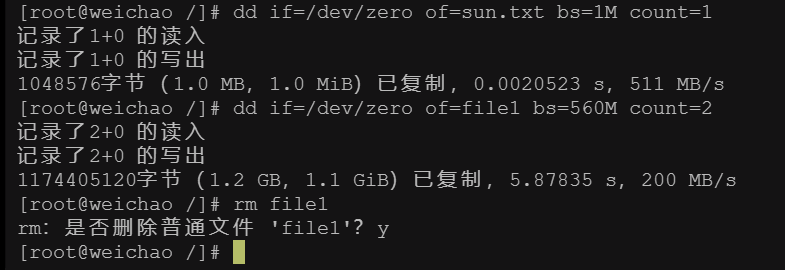 [root@weichao /]# dd if=/dev/zero of=sun.txt bs=1M count=1
记录了1+0 的读入
记录了1+0 的写出
1048576字节 (1.0 MB, 1.0 MiB) 已复制, 0.0020523 s, 511 MB/s
[root@weichao /]# dd if=/dev/zero of=file1 bs=560M count=2
记录了2+0 的读入
记录了2+0 的写出
1174405120字节 (1.2 GB, 1.1 GiB) 已复制, 5.87835 s, 200 MB/s
[root@weichao /]# rm file1
rm: 是否删除普通文件 'file1'? y
[root@weichao /]#